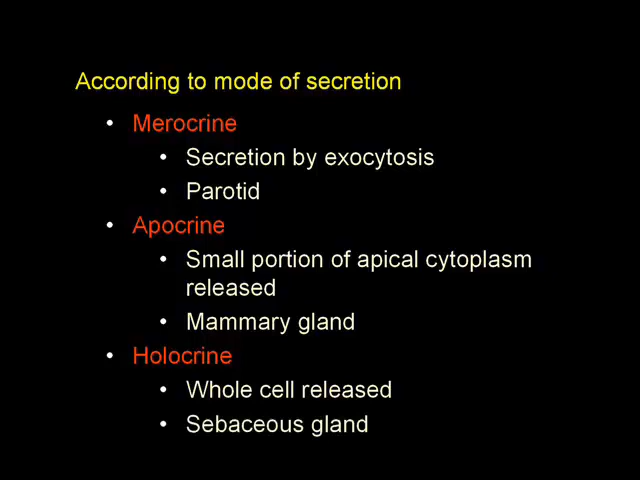 According to mode of secretion
• Merocrine
• Secretion by exocytosis
• Parotid
• Apocrine
• Small portion of apical cytoplasm
released
• Mammary gland
• Holocrine
• Whole cell released
• Sebaceous gland